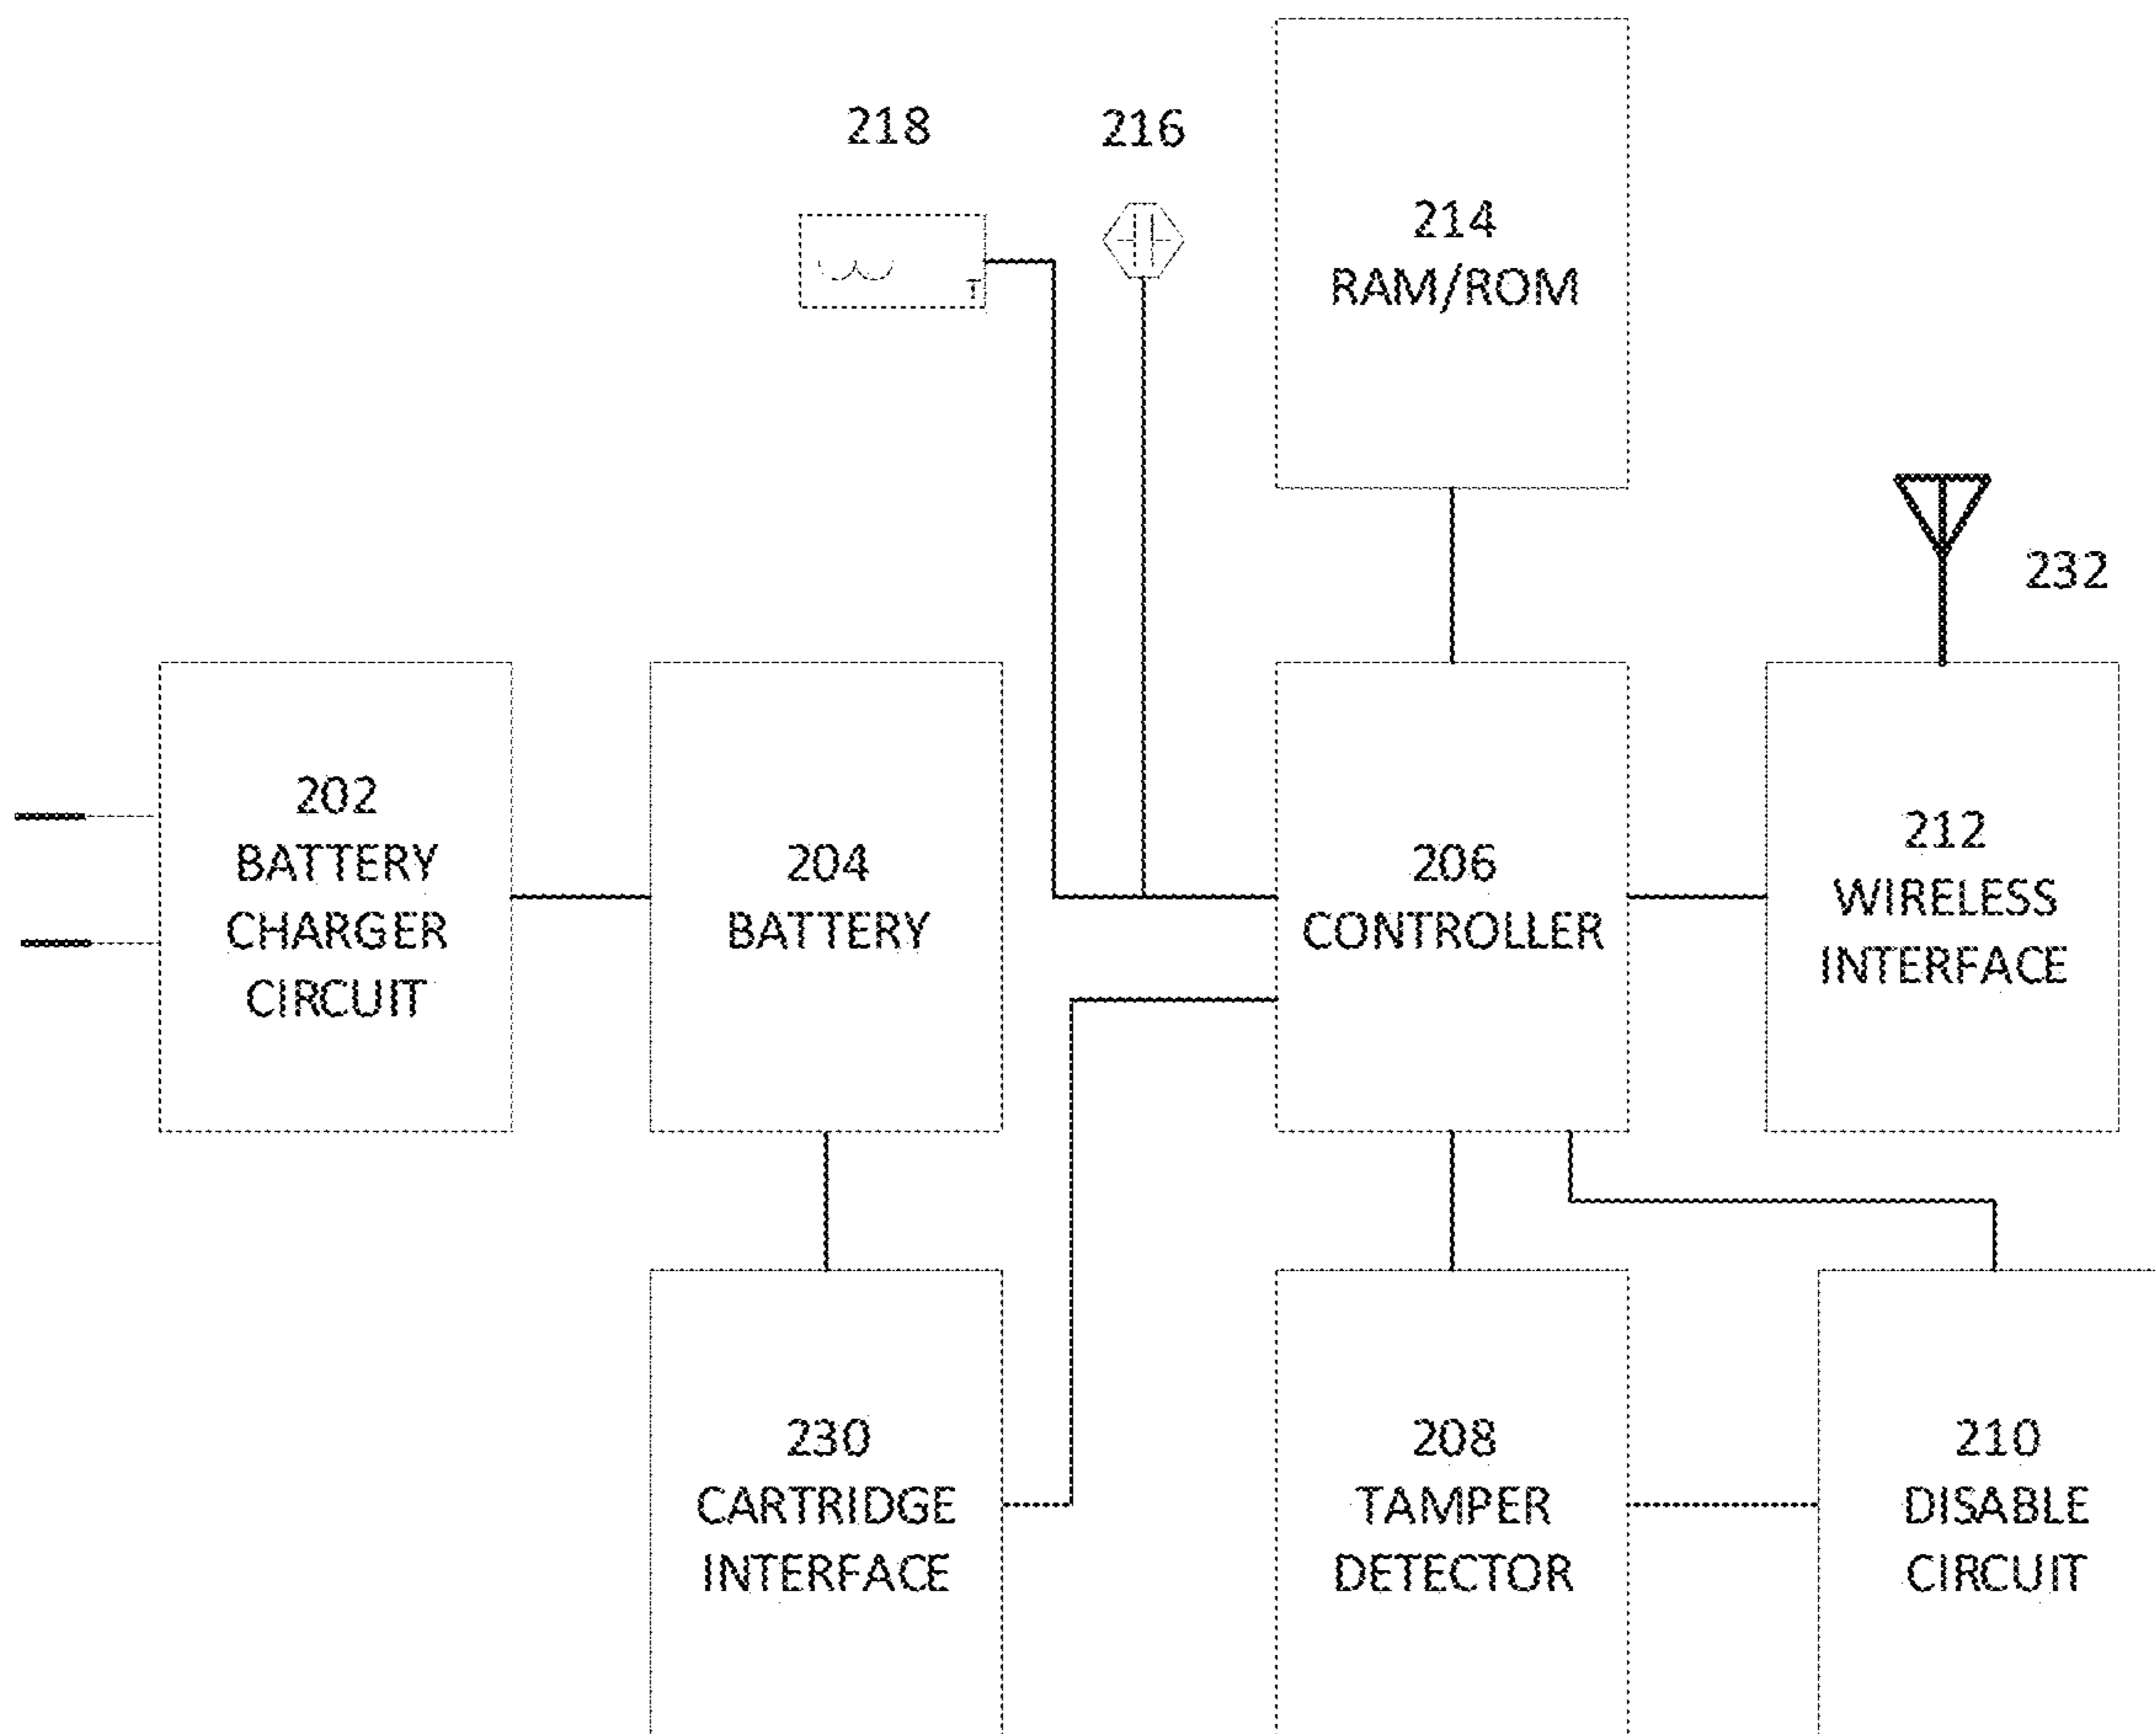 218
216
214
RAM/ROM
T
232
202
BATTERY
CHARGER
CIRCUIT
204
BATTERY
206
CONTROLLER
212
WIRELESS
INTERFACE
230
CARTRIDGE
INTERFACE
208
TAMPER
DETECTOR
210
DISABLE
CIRCUIT